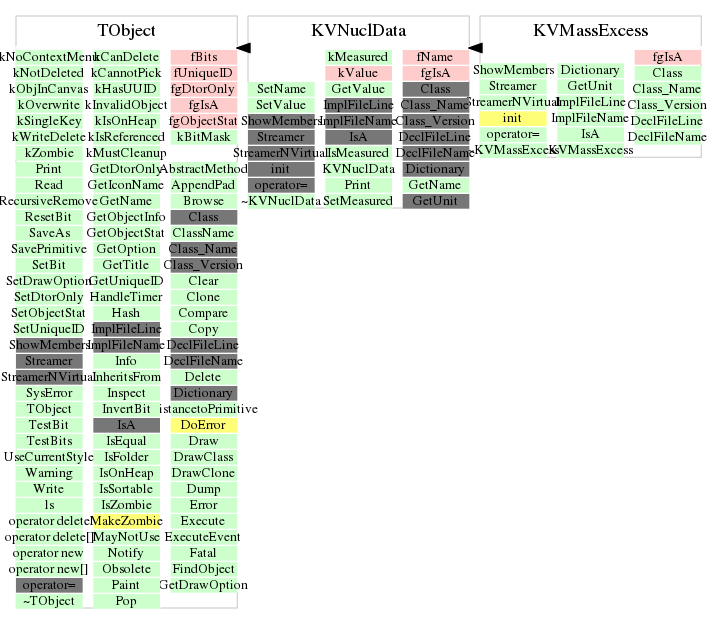 TObject
KVNuclData
KVMassExcess
kNoContextMenu kCanDelete fBits
kNotDeleted kCannotPick fUniqueID
kObjInCanvas kHasUUID fgDtorOnly
kOverwrite kInvalidObject fgIsA
kSingleKey kIsOnHeap fgObjectStat
kWriteDelete kIsReferenced kBitMask
kZombie kMustCleanup
Print GetDtorOnly AbstractMethod
Read GetIconName AppendPad
RecursiveRemove GetName Browse
ResetBit GetObjectInfo Class
SaveAs GetObjectStat ClassName
SavePrimitive GetOption Class_Name
SetBit GetTitle Class_Version
SetDrawOption GetUniqueID Clear
SetDtorOnly HandleTimer Clone
SetObjectStat Hash Compare
SetUniqueID ImplFileLine Copy
ShowMembers ImplFileName DeclFileLine
Streamer Info DeclFileName
StreamerNVirtual InheritsFrom Delete
SysError Inspect Dictionary
TObject InvertBit istancetoPrimitive
TestBit IsA DoError
TestBits IsEqual Draw
UseCurrentStyle IsFolder DrawClass
Warning IsOnHeap DrawClone
Write IsSortable Dump
ls IsZombie Error
operator delete MakeZombie Execute
operator delete[] MayNotUse ExecuteEvent
operator new Notify Fatal
operator new[] Obsolete FindObject
operator= Paint GetDrawOption
~TObject Pop
kMeasured fName
kValue fgIsA
SetName GetValue Class
SetValue ImplFileLine Class_Name
ShowMembers ImplFileName Class_Version
Streamer IsA DeclFileLine
StreamerNVirtual IsMeasured DeclFileName
init KVNuclData Dictionary
operator= Print GetName
~KVNuclData SetMeasured GetUnit
fgIsA
ShowMembers Dictionary Class
Streamer GetUnit Class_Name
StreamerNVirtual ImplFileLine Class_Version
init ImplFileName DeclFileLine
operator= IsA DeclFileName
KVMassExcess KVMassExcess